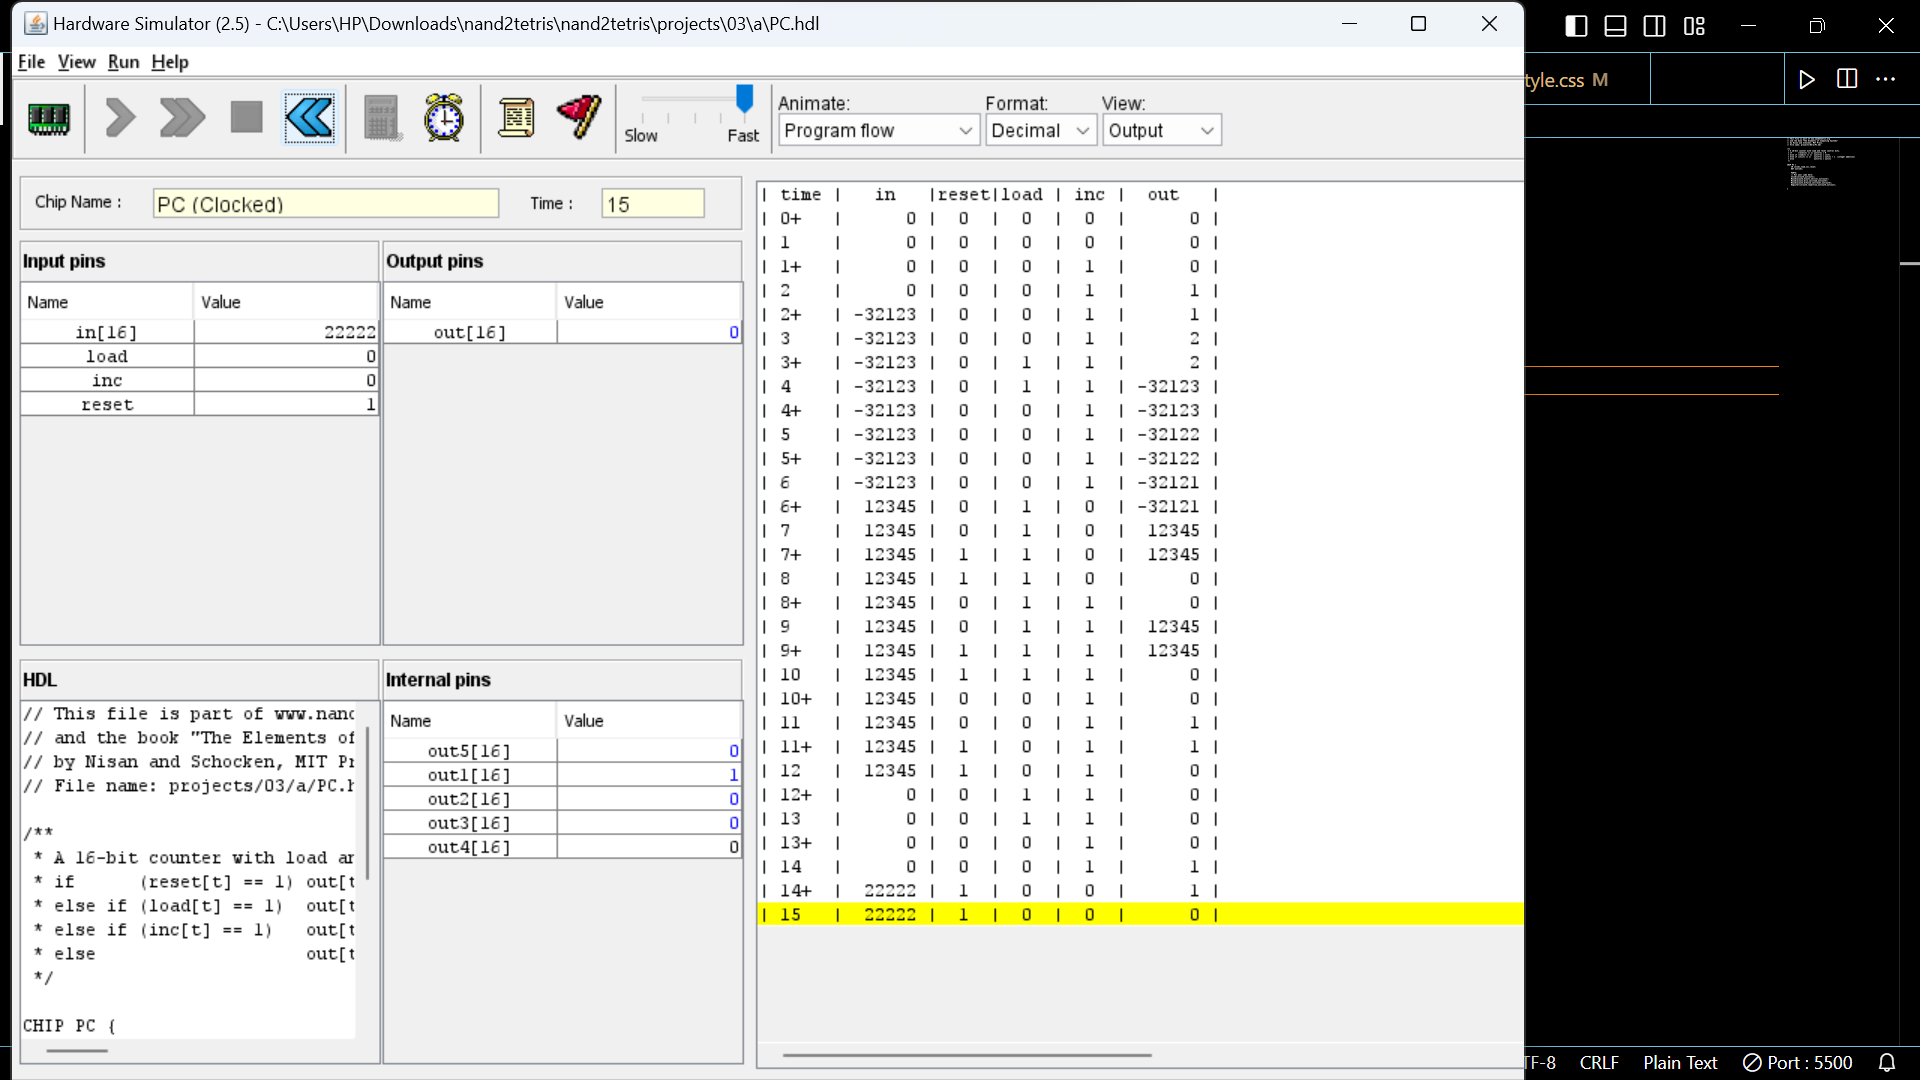 Hardware Simulator (2.5) - C:\Users\HP\Downloads\nand2tetris\nand2tetris\projects\03\a\PC.hdl
File View Run Help
Slow Fast
Animate: Format: View:
Program flow Decimal Output
tyle.css M
Chip Name : PC (Clocked) Time : 15
Input pins
Name Value
in[16] 22222
load 0
inc 0
reset 1
Output pins
Name Value
out[16] 0
HDL
// This file is part of www.nand
// and the book "The Elements of
// by Nisan and Schocken, MIT Pr
// File name: projects/03/a/PC.h
/**
* A 16-bit counter with load an
* if (reset[t] == 1) out[t
* else if (load[t] == 1) out[t
* else if (inc[t] == 1) out[t
* else out[t
*/
CHIP PC {
Internal pins
Name Value
out5[16] 0
out1[16] 1
out2[16] 0
out3[16] 0
out4[16] 0
| time | in |reset|load | inc | out |
| 0+ | 0 | 0 | 0 | 0 | 0 |
| 1 | 0 | 0 | 0 | 0 | 0 |
| 1+ | 0 | 0 | 0 | 1 | 0 |
| 2 | 0 | 0 | 0 | 1 | 1 |
| 2+ | -32123 | 0 | 0 | 1 | 1 |
| 3 | -32123 | 0 | 0 | 1 | 2 |
| 3+ | -32123 | 0 | 1 | 1 | 2 |
| 4 | -32123 | 0 | 1 | 1 | -32123 |
| 4+ | -32123 | 0 | 0 | 1 | -32123 |
| 5 | -32123 | 0 | 0 | 1 | -32122 |
| 5+ | -32123 | 0 | 0 | 1 | -32122 |
| 6 | -32123 | 0 | 0 | 1 | -32121 |
| 6+ | 12345 | 0 | 1 | 0 | -32121 |
| 7 | 12345 | 0 | 1 | 0 | 12345 |
| 7+ | 12345 | 1 | 1 | 0 | 12345 |
| 8 | 12345 | 1 | 1 | 0 | 0 |
| 8+ | 12345 | 0 | 1 | 1 | 0 |
| 9 | 12345 | 0 | 1 | 1 | 12345 |
| 9+ | 12345 | 1 | 1 | 1 | 12345 |
| 10 | 12345 | 1 | 1 | 1 | 0 |
| 10+ | 12345 | 0 | 0 | 1 | 0 |
| 11 | 12345 | 0 | 0 | 1 | 1 |
| 11+ | 12345 | 1 | 0 | 1 | 1 |
| 12 | 12345 | 1 | 0 | 1 | 0 |
| 12+ | 0 | 0 | 1 | 1 | 0 |
| 13 | 0 | 0 | 1 | 1 | 0 |
| 13+ | 0 | 0 | 0 | 1 | 0 |
| 14 | 0 | 0 | 0 | 1 | 1 |
| 14+ | 22222 | 1 | 0 | 0 | 1 |
| 15 | 22222 | 1 | 0 | 0 | 0 |
TF-8 CRLF Plain Text Port : 5500